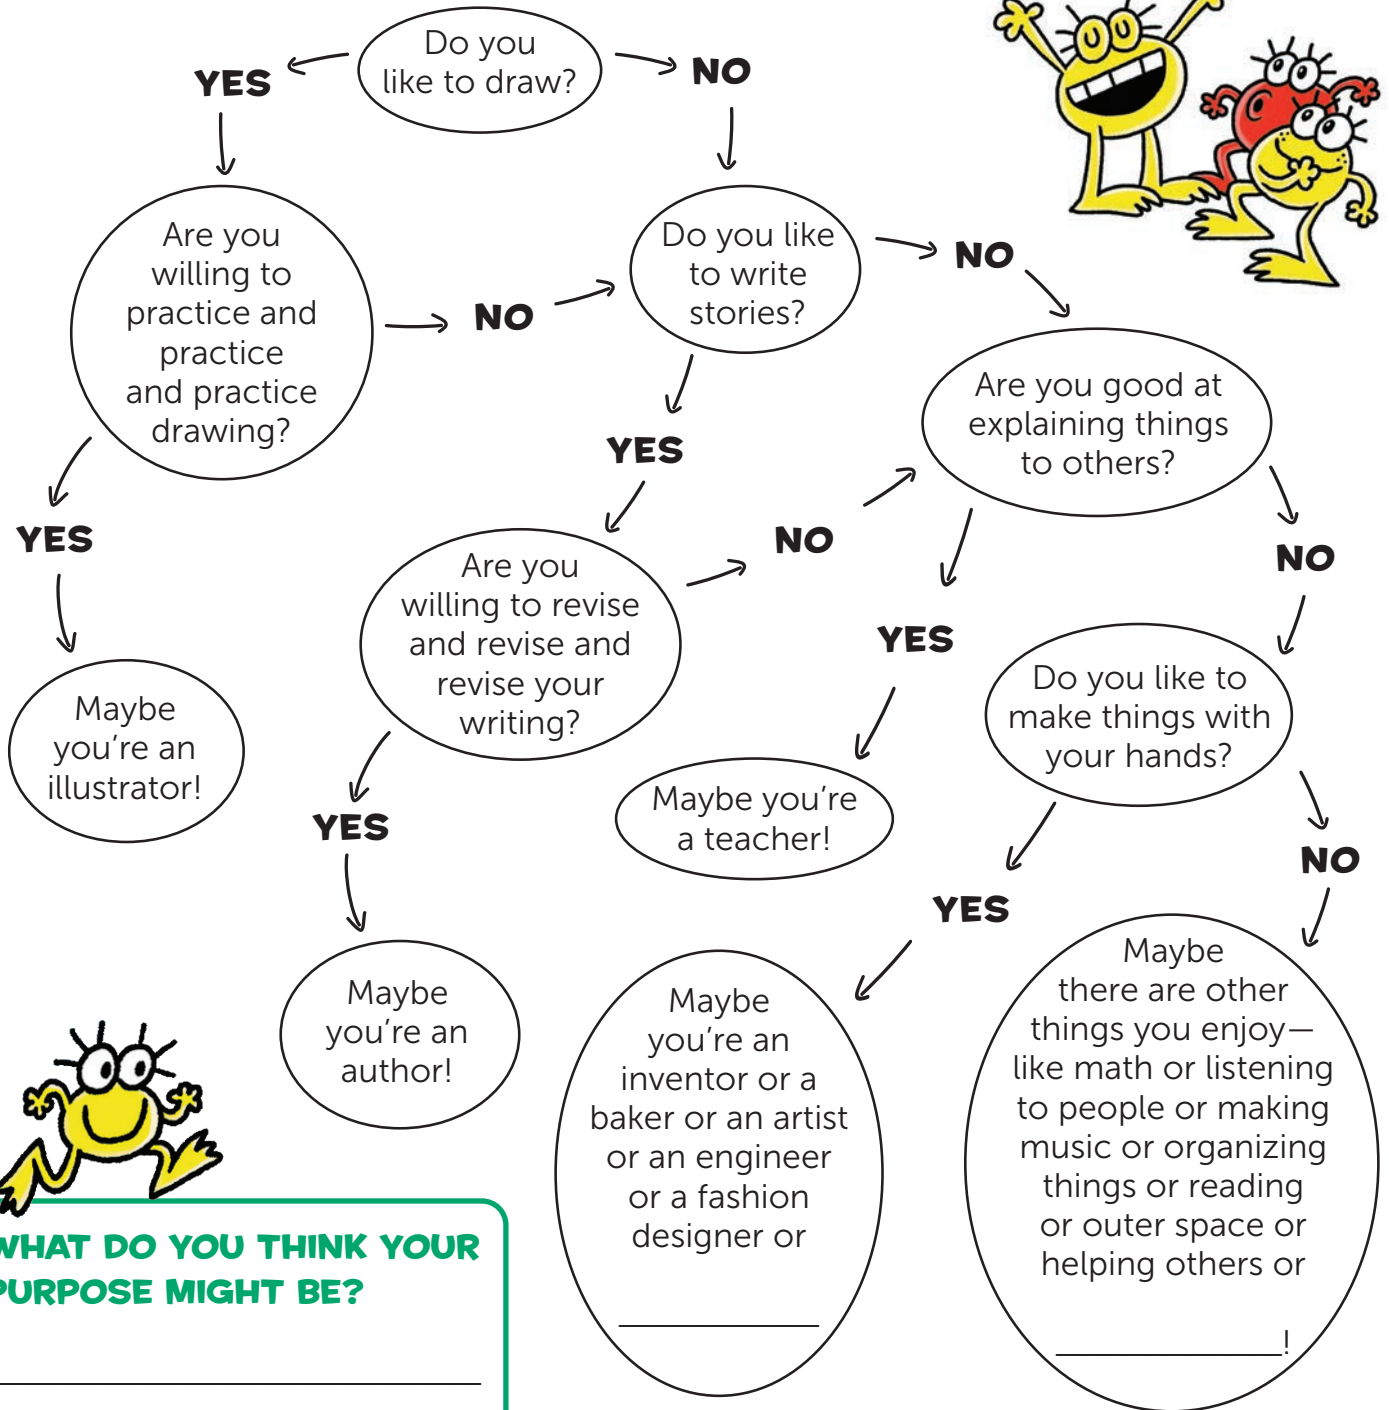 Do you
like to draw?
YES
NO
Are you
willing to
practice and
practice
and practice
drawing?
NO
Do you like
to write
stories?
NO
YES
Are you good at
explaining things
to others?
YES
NO
NO
Are you
willing to revise
and revise and
revise your
writing?
YES
Do you like to
make things with
your hands?
Maybe
you're an
illustrator!
YES
Maybe you're
a teacher!
NO
YES
Maybe
you're an
author!
Maybe
you're an
inventor or a
baker or an artist
or an engineer
or a fashion
designer or
Maybe
there are other
things you enjoy—
like math or listening
to people or making
music or organizing
things or reading
or outer space or
helping others or
!
WHAT DO YOU THINK YOUR
PURPOSE MIGHT BE?